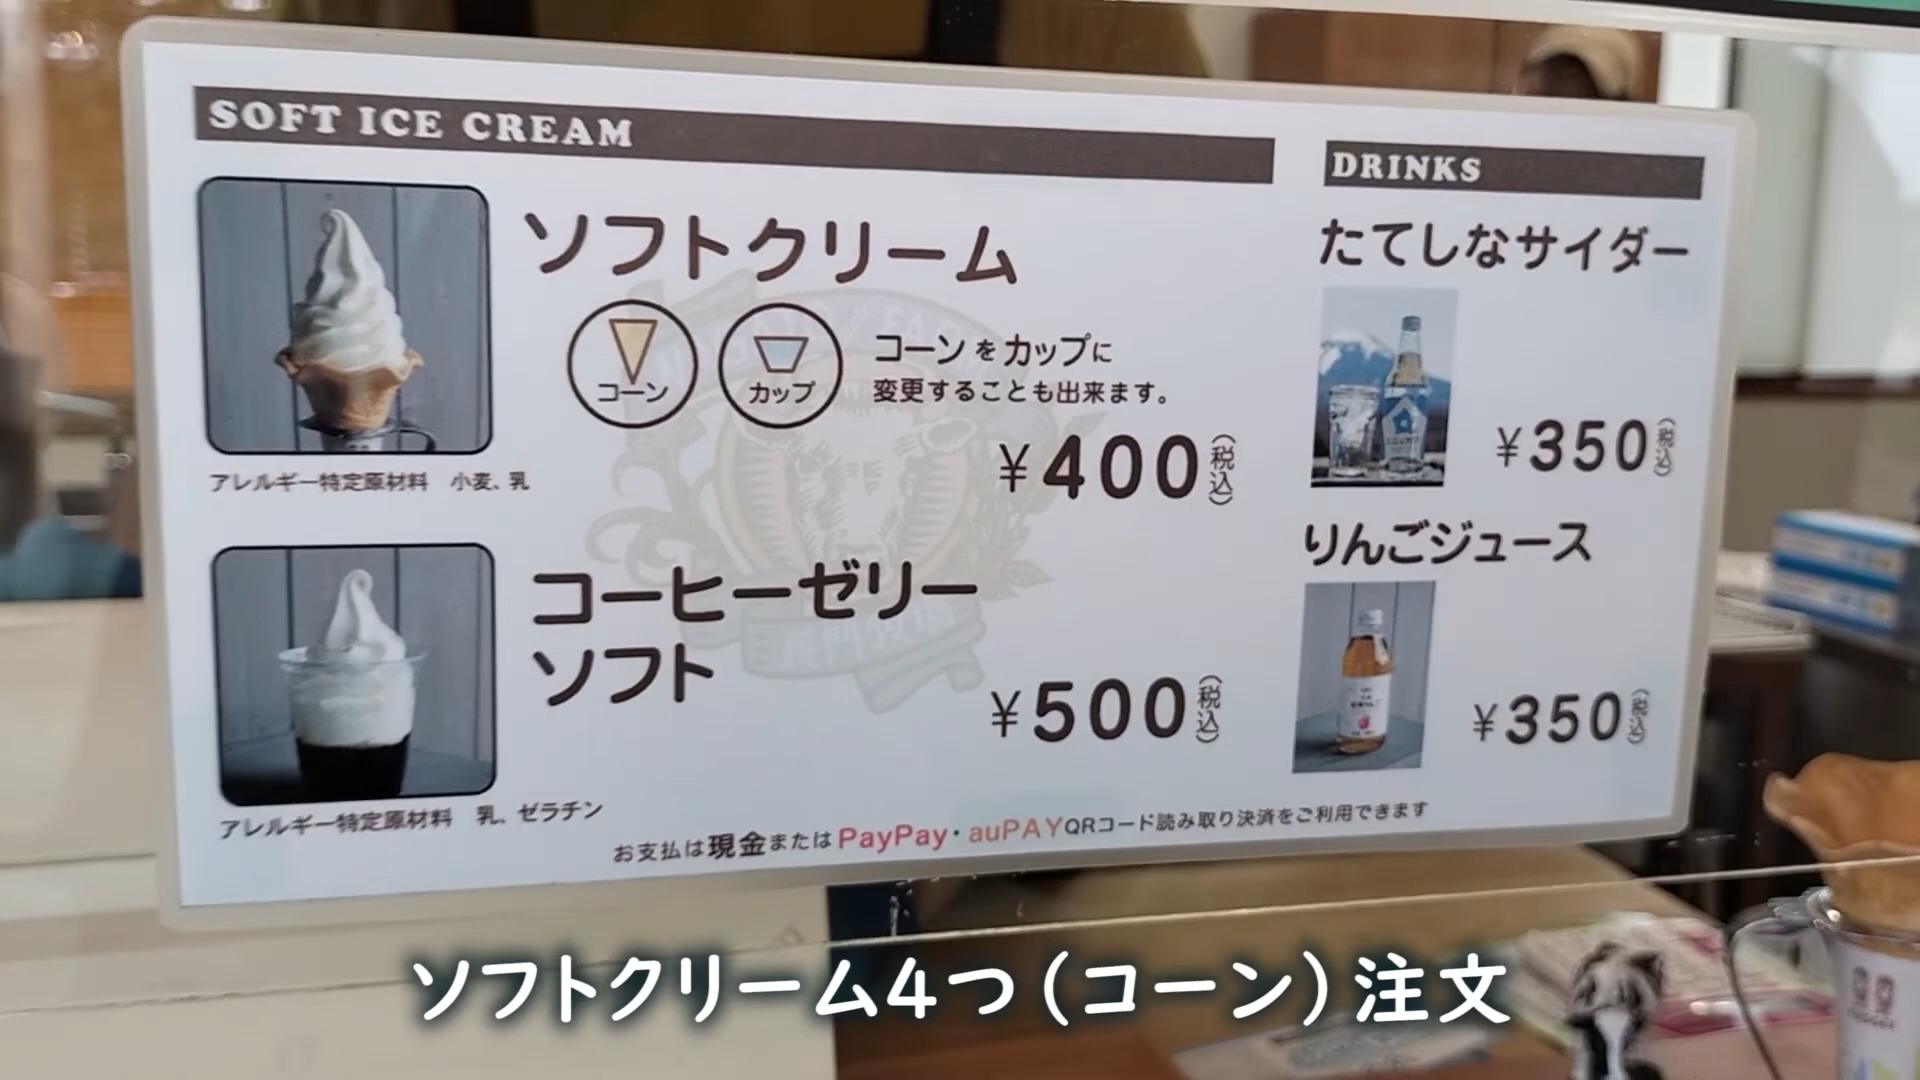 SOFT ICE CREAM
ソフトクリーム
コーン
カップ
コーンをカップに
変更することも出来ます。
¥400(税込)
アレルギー特定原材料 小麦、乳
コーヒーゼリー
ソフト
¥500(税込)
アレルギー特定原材料 乳、ゼラチン
DRINKS
たてしなサイダー
¥350(税込)
りんごジュース
¥350(税込)
お支払は現金またはPayPay・auPAYQRコード読み取り決済をご利用できます
ソフトクリーム4つ(コーン)注文